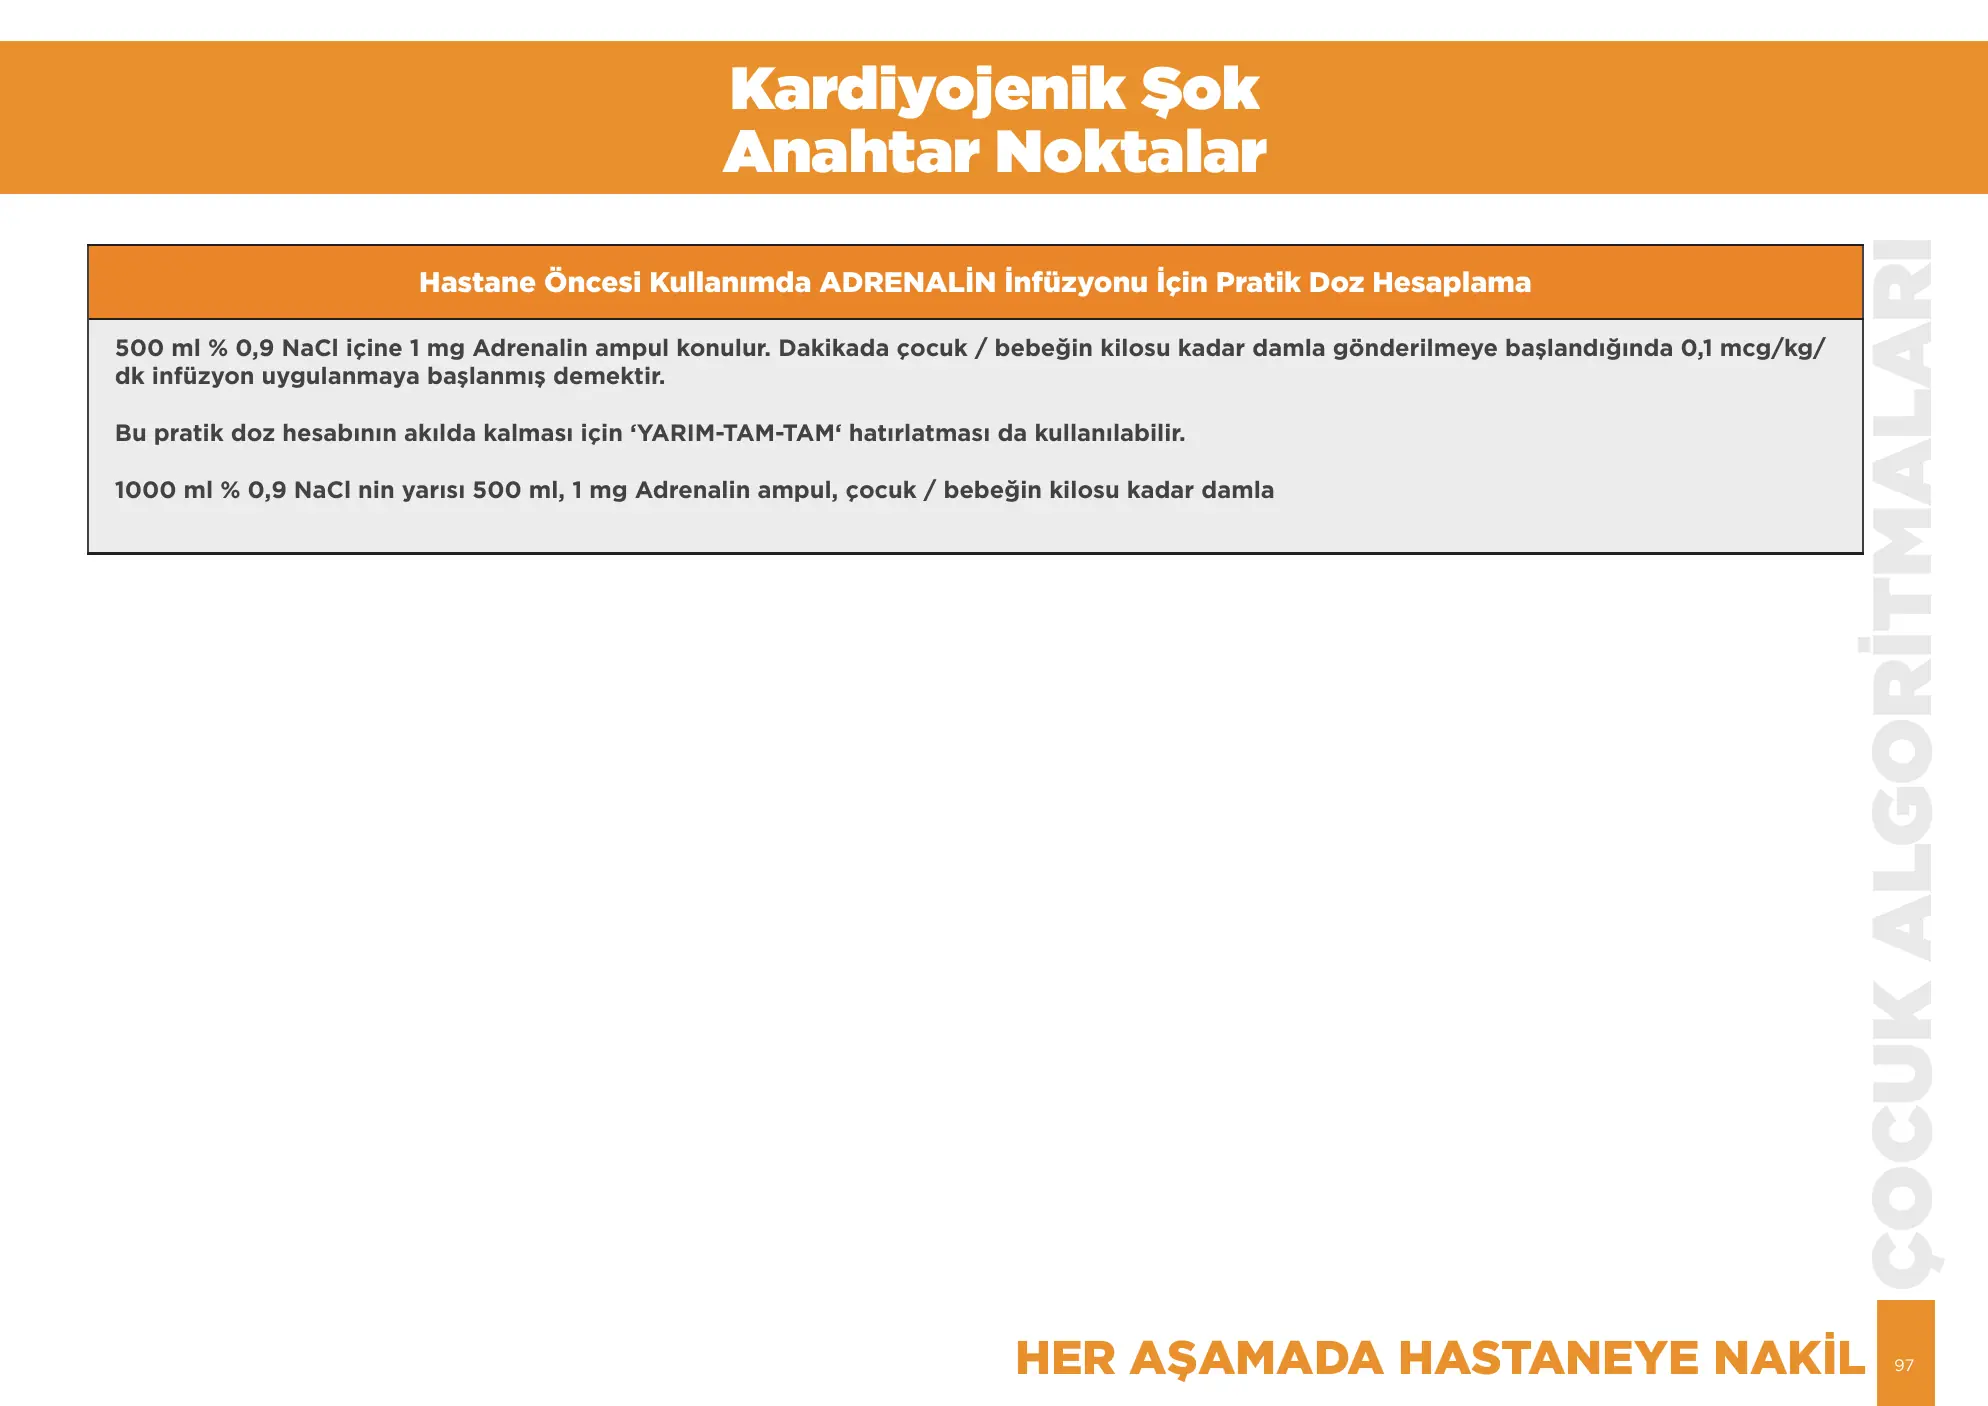 Kardiyojenik Şok
Anahtar Noktalar
Hastane Öncesi Kullanımda ADRENALİN İnfüzyonu İçin Pratik Doz Hesaplama
500 ml % 0,9 NaCl içine 1 mg Adrenalin ampul konulur. Dakikada çocuk / bebeğin kilosu kadar damla gönderilmeye başlandığında 0,1 mcg/kg/
dk infüzyon uygulanmaya başlanmış demektir.
Bu pratik doz hesabının akılda kalması için ‘YARIM-TAM-TAM‘ hatırlatması da kullanılabilir.
1000 ml % 0,9 NaCl nin yarısı 500 ml, 1 mg Adrenalin ampul, çocuk / bebeğin kilosu kadar damla
ÇOCUK ALGORİTMALARI
HER AŞAMADA HASTANEYE NAKİL
97